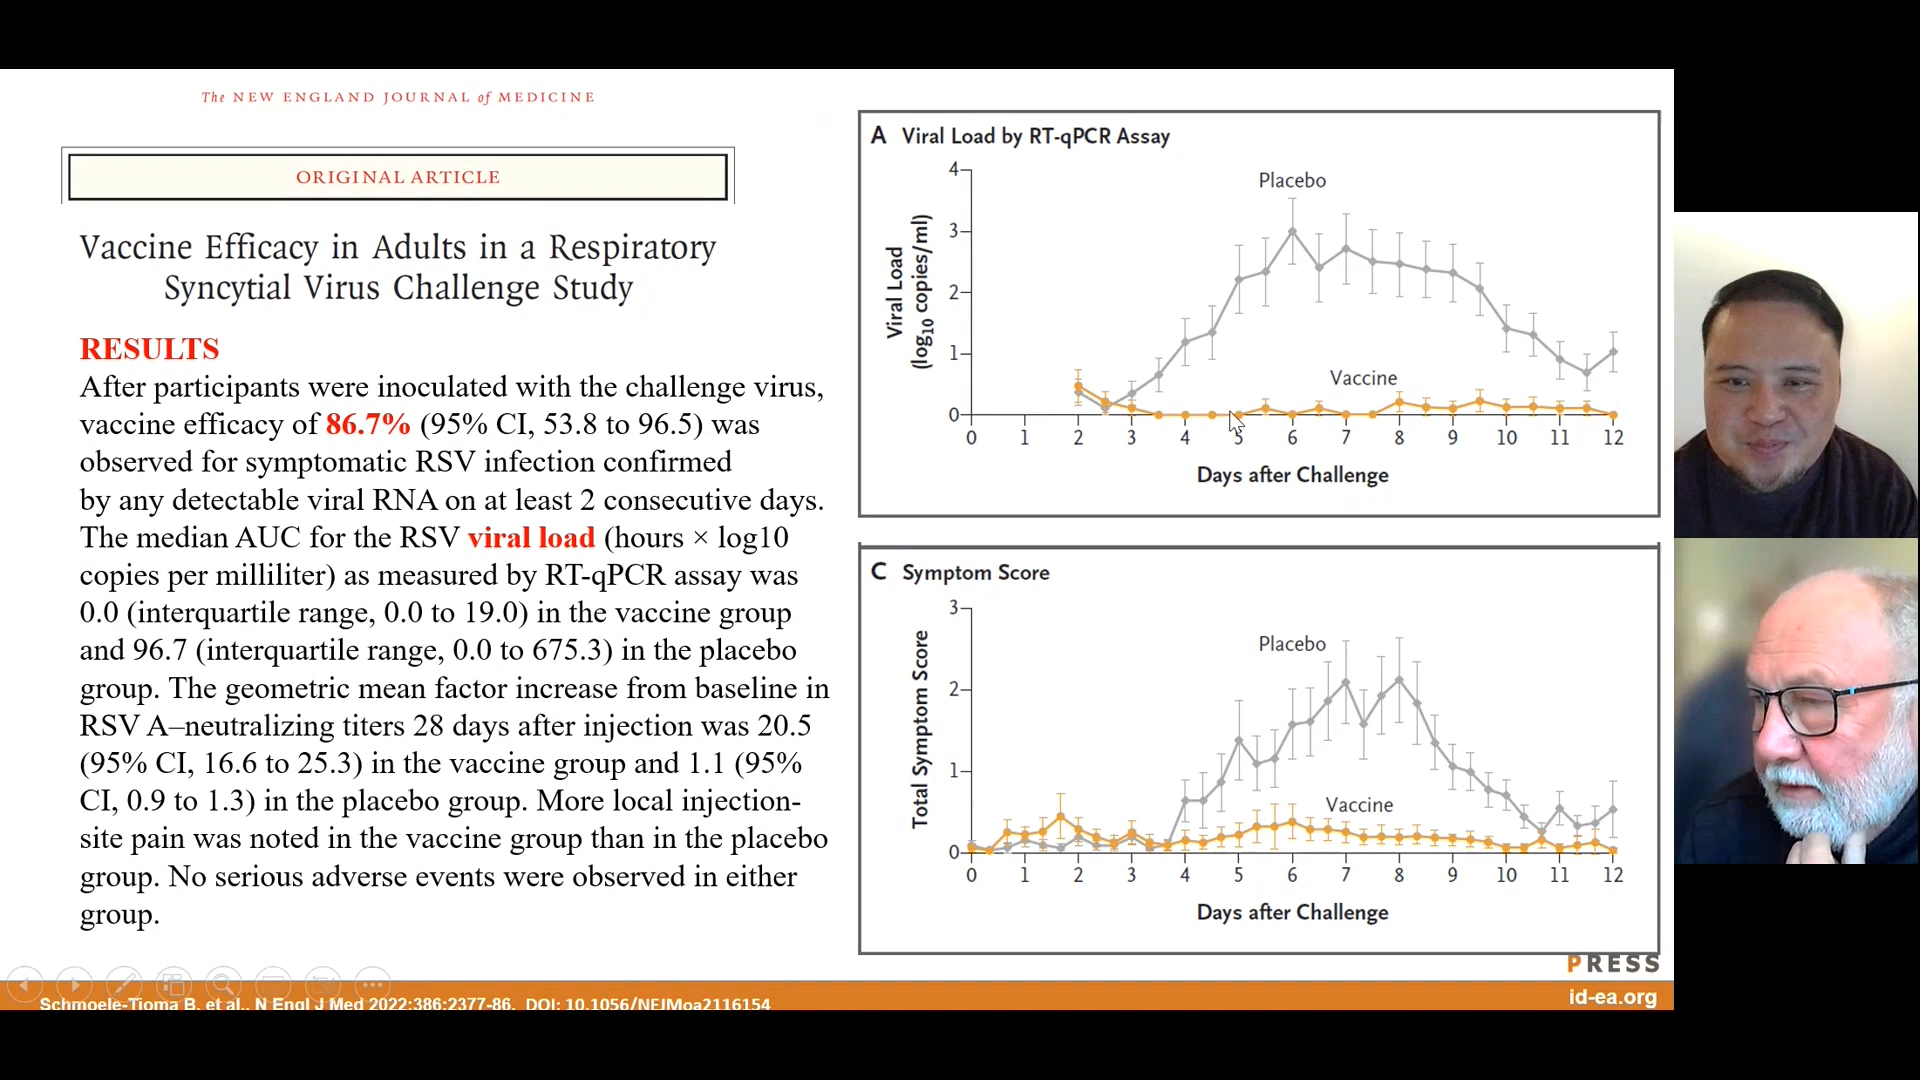 The NEW ENGLAND JOURNAL of MEDICINE
ORIGINAL ARTICLE
Vaccine Efficacy in Adults in a Respiratory
Syncytial Virus Challenge Study
RESULTS
After participants were inoculated with the challenge virus,
vaccine efficacy of 86.7% (95% CI, 53.8 to 96.5) was
observed for symptomatic RSV infection confirmed
by any detectable viral RNA on at least 2 consecutive days.
The median AUC for the RSV viral load (hours × log10
copies per milliliter) as measured by RT-qPCR assay was
0.0 (interquartile range, 0.0 to 19.0) in the vaccine group
and 96.7 (interquartile range, 0.0 to 675.3) in the placebo
group. The geometric mean factor increase from baseline in
RSV A–neutralizing titers 28 days after injection was 20.5
(95% CI, 16.6 to 25.3) in the vaccine group and 1.1 (95%
CI, 0.9 to 1.3) in the placebo group. More local injection-
site pain was noted in the vaccine group than in the placebo
group. No serious adverse events were observed in either
group.
A Viral Load by RT-qPCR Assay
Viral Load
(log10 copies/ml)
4
3
2
1
0
Placebo
Vaccine
0 1 2 3 4 5 6 7 8 9 10 11 12
Days after Challenge
C Symptom Score
Total Symptom Score
3
2
1
0
Placebo
Vaccine
0 1 2 3 4 5 6 7 8 9 10 11 12
Days after Challenge
PRESS
id-ea.org
Schmoele-Tioma B, et al., N Engl J Med 2022;386:2377-86. DOI: 10.1056/NEJMoa2116154